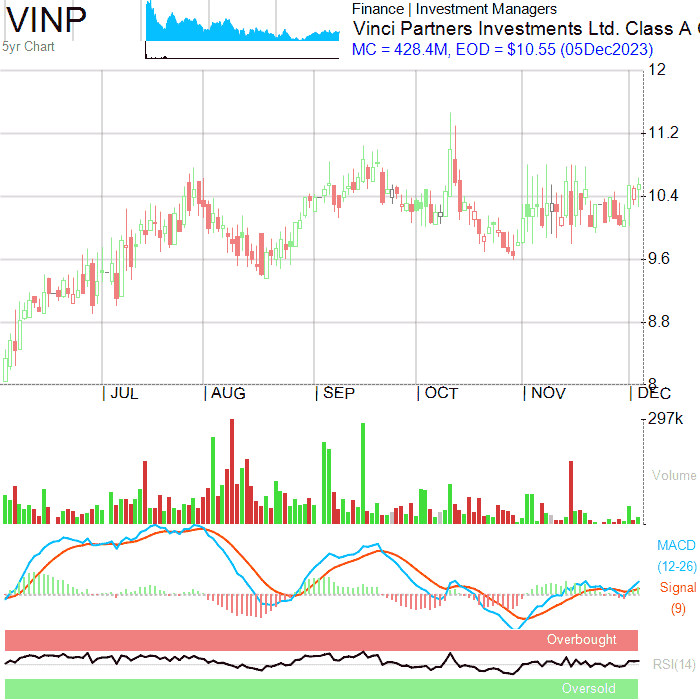 VINP
5yr Chart
Finance | Investment Managers
Vinci Partners Investments Ltd. Class A
MC = 428.4M, EOD = $10.55 (05Dec2023)
12
11.2
10.4
9.6
8.8
8
JUL
AUG
SEP
OCT
NOV
DEC
297k
Volume
MACD
(12-26)
Signal
(9)
Overbought
RSI(14)
Oversold